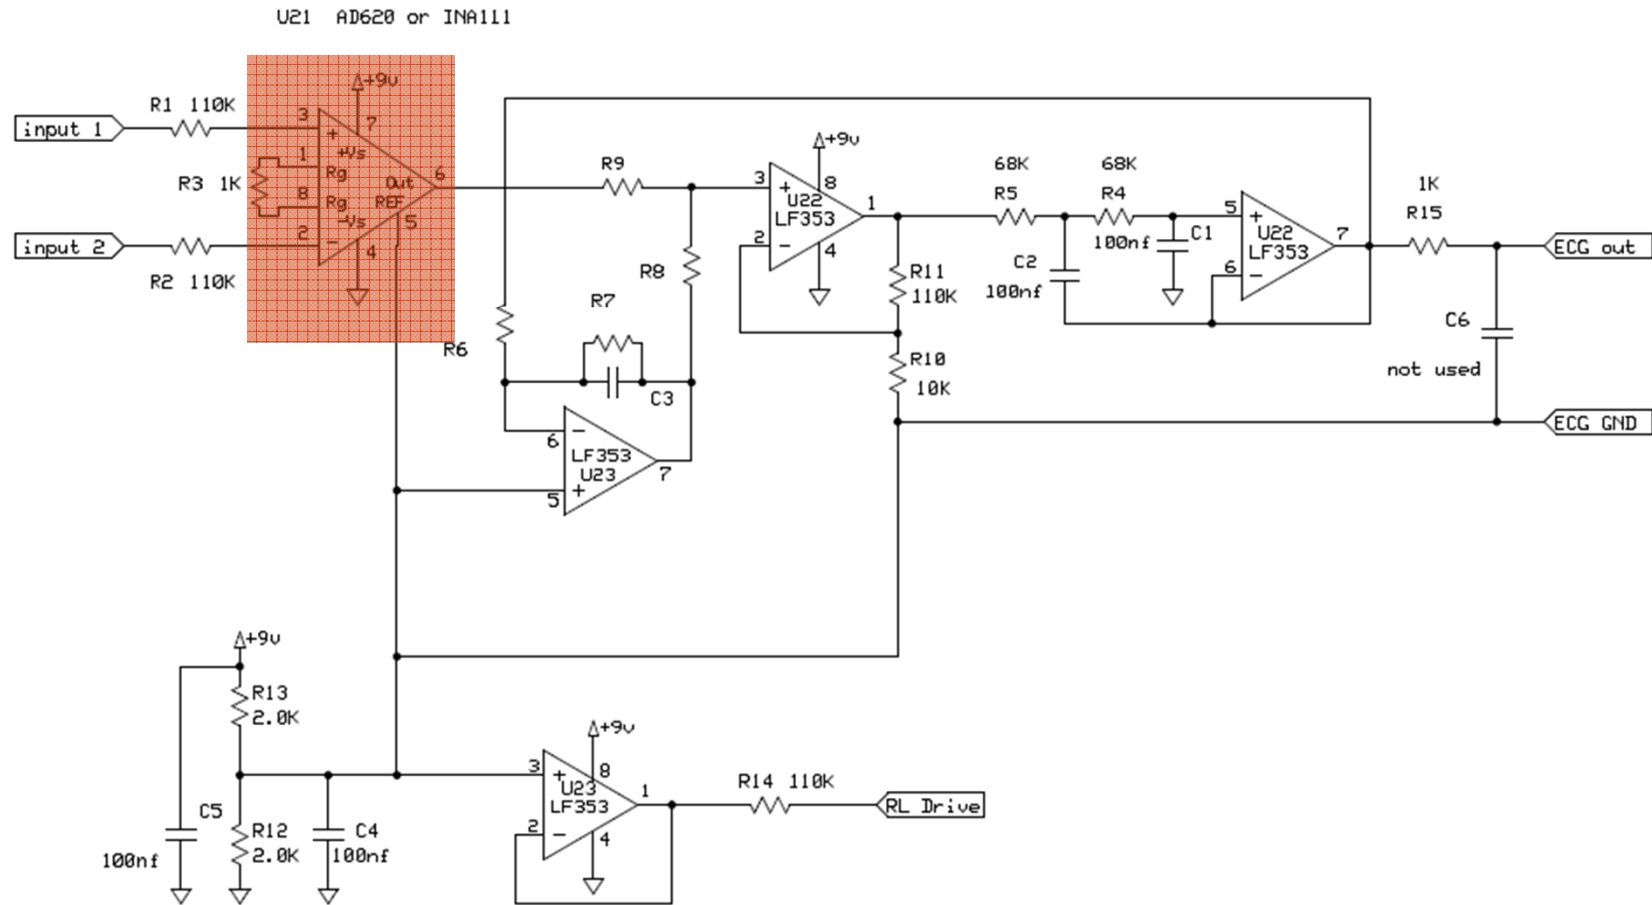 U21 AD620 or INA111
+9v
R1 110K
input 1
3
+
7
+Vs
1
Rg
R3 1K
Out
6
8
Rg
REF
-Vs
5
2
-
input 2
4
R2 110K
R6
R9
R8
R7
C3
6
-
LF353
U23
7
5
+
+9v
3
+
8
U22
LF353
1
2
-
4
R11
110K
R10
10K
68K
R5
68K
R4
C1
100nf
C2
100nf
5
+
U22
LF353
7
6
-
1K
R15
ECG out
C6
not used
ECG GND
+9v
R13
2.0K
C5
100nf
R12
2.0K
C4
100nf
+9v
3
+
8
U23
LF353
1
2
-
4
R14 110K
RL Drive